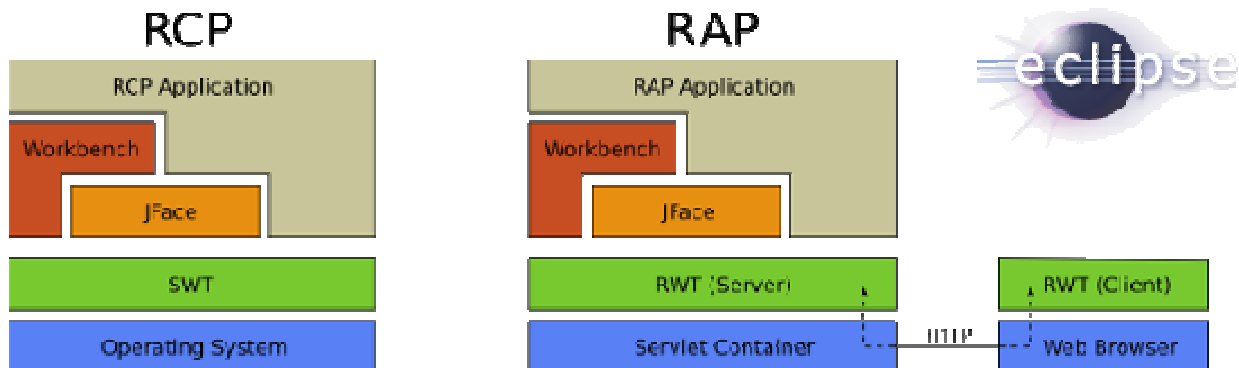 RCP
RCP Application
Workbench
JFace
SWT
Operating System
RAP
RAP Application
Workbench
JFace
RWT (Server)
Servlet Container
HTTP
eclipse
RWT (Client)
Web Browser